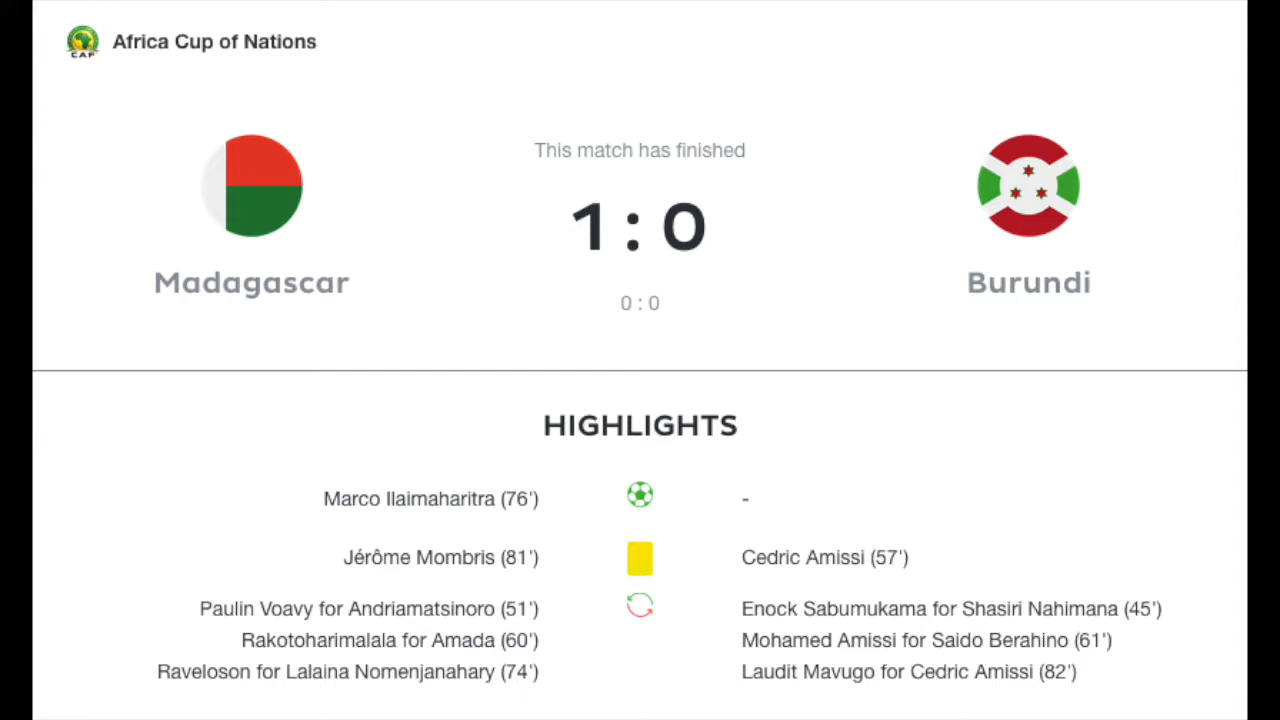 CAF
Africa Cup of Nations
This match has finished
1 : 0
Madagascar
Burundi
0 : 0
HIGHLIGHTS
Marco Ilaimaharitra (76')
-
Jérôme Mombris (81')
Cedric Amissi (57')
Paulin Voavy for Andriamatsinoro (51')
Enock Sabumukama for Shasiri Nahimana (45')
Rakotoharimalala for Amada (60')
Mohamed Amissi for Saido Berahino (61')
Raveloson for Lalaina Nomenjanahary (74')
Laudit Mavugo for Cedric Amissi (82')